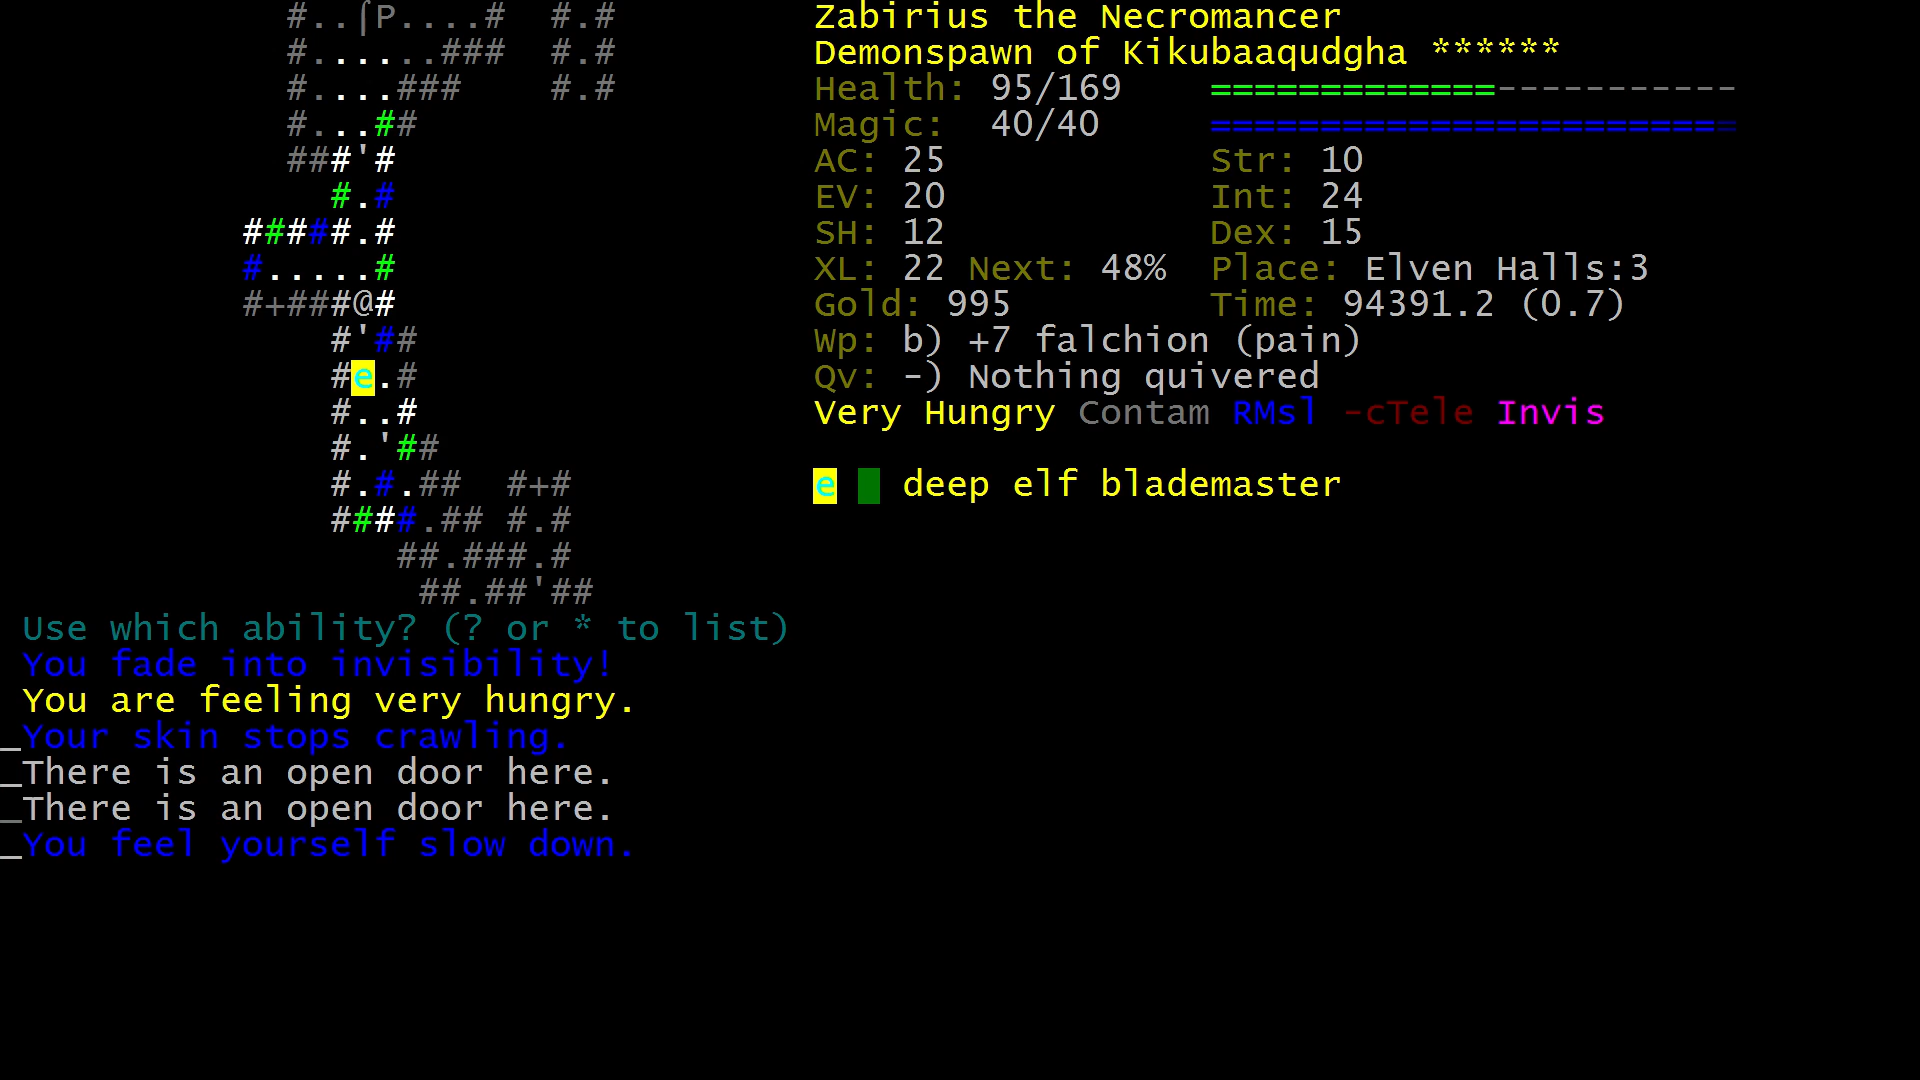 #..⌠P....#  #.#
#......###  #.#
#....###    #.#
#...##
###'#
#.#
#####.#
#.....#
#+###@#
#'##
#e.#
#..#
#.'##
#.#.##  #+#
####.## #.#
##.###.#
##.##'##
Zabirius the Necromancer
Demonspawn of Kikubaaqudgha ******
Health: 95/169 =============-----------
Magic: 40/40 ========================
AC: 25 Str: 10
EV: 20 Int: 24
SH: 12 Dex: 15
XL: 22 Next: 48% Place: Elven Halls:3
Gold: 995 Time: 94391.2 (0.7)
Wp: b) +7 falchion (pain)
Qv: -) Nothing quivered
Very Hungry Contam RMsl -cTele Invis
e deep elf blademaster
Use which ability? (? or * to list)
You fade into invisibility!
You are feeling very hungry.
_Your skin stops crawling.
_There is an open door here.
_There is an open door here.
_You feel yourself slow down.